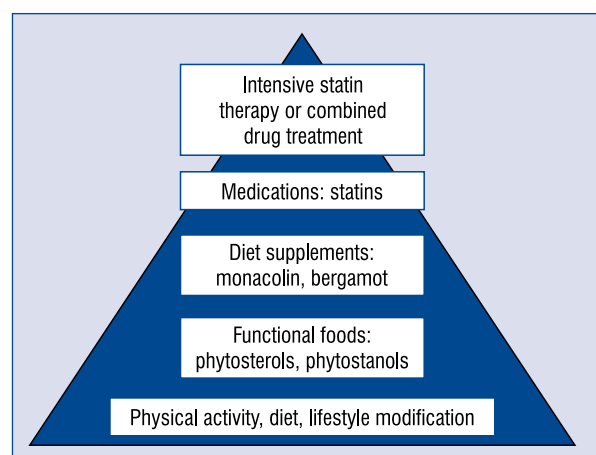 Intensive statin
therapy or combined
drug treatment
Medications: statins
Diet supplements:
monacolin, bergamot
Functional foods:
phytosterols, phytostanols
Physical activity, diet, lifestyle modification